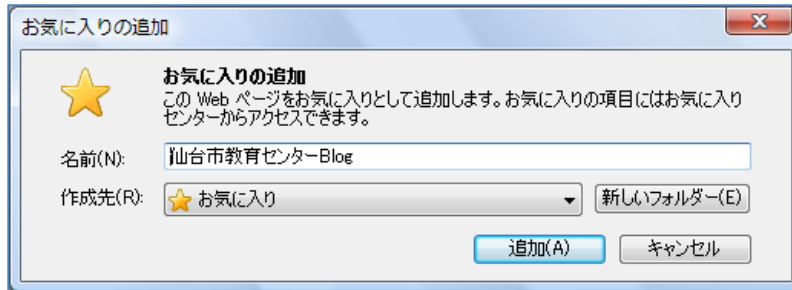 お気に入りの追加
お気に入りの追加
この Web ページをお気に入りとして追加します。お気に入りの項目にはお気に入り
センターからアクセスできます。
名前(N): 仙台市教育センターBlog
作成先(R): お気に入り 新しいフォルダー(E)
追加(A) キャンセル